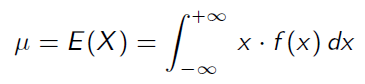 μ = E(X) = ∫_{-∞}^{+∞} x · f(x) dx